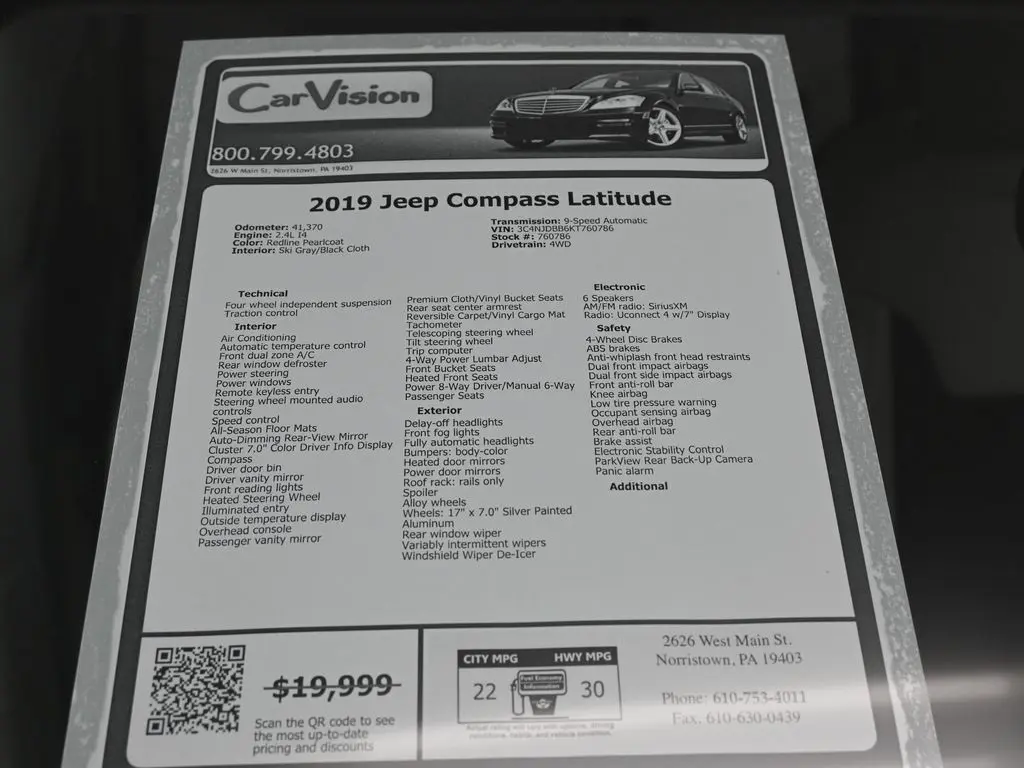 CarVision
800.799.4803
2626 W Main St, Norristown, PA 19403
2019 Jeep Compass Latitude
Odometer: 41,370
Engine: 2.4L I4
Color: Redline Pearlcoat
Interior: Ski Gray/Black Cloth
Transmission: 9-Speed Automatic
VIN: 3C4NJDBB6KT760786
Stock #: 760786
Drivetrain: 4WD
Technical
Four wheel independent suspension
Traction control
Interior
Air Conditioning
Automatic temperature control
Front dual zone A/C
Rear window defroster
Power steering
Power windows
Remote keyless entry
Steering wheel mounted audio
controls
Speed control
All-Season Floor Mats
Auto-Dimming Rear-View Mirror
Cluster 7.0" Color Driver Info Display
Compass
Driver door bin
Driver vanity mirror
Front reading lights
Heated Steering Wheel
Illuminated entry
Outside temperature display
Overhead console
Passenger vanity mirror
Premium Cloth/Vinyl Bucket Seats
Rear seat center armrest
Reversible Carpet/Vinyl Cargo Mat
Tachometer
Telescoping steering wheel
Tilt steering wheel
Trip computer
4-Way Power Lumbar Adjust
Front Bucket Seats
Heated Front Seats
Power 8-Way Driver/Manual 6-Way
Passenger Seats
Exterior
Delay-off headlights
Front fog lights
Fully automatic headlights
Bumpers: body-color
Heated door mirrors
Power door mirrors
Roof rack: rails only
Spoiler
Alloy wheels
Wheels: 17" x 7.0" Silver Painted
Aluminum
Rear window wiper
Variably intermittent wipers
Windshield Wiper De-Icer
Electronic
6 Speakers
AM/FM radio: SiriusXM
Radio: Uconnect 4 w/7" Display
Safety
4-Wheel Disc Brakes
ABS brakes
Anti-whiplash front head restraints
Dual front impact airbags
Dual front side impact airbags
Front anti-roll bar
Knee airbag
Low tire pressure warning
Occupant sensing airbag
Overhead airbag
Rear anti-roll bar
Brake assist
Electronic Stability Control
ParkView Rear Back-Up Camera
Panic alarm
Additional
$19,999
Scan the QR code to see
the most up-to-date
pricing and discounts
CITY MPG HWY MPG
22
Fuel Economy
Information
30
Actual rating will vary with options, driving
conditions, habits, and vehicle condition.
2626 West Main St.
Norristown, PA 19403
Phone: 610-753-4011
Fax. 610-630-0439